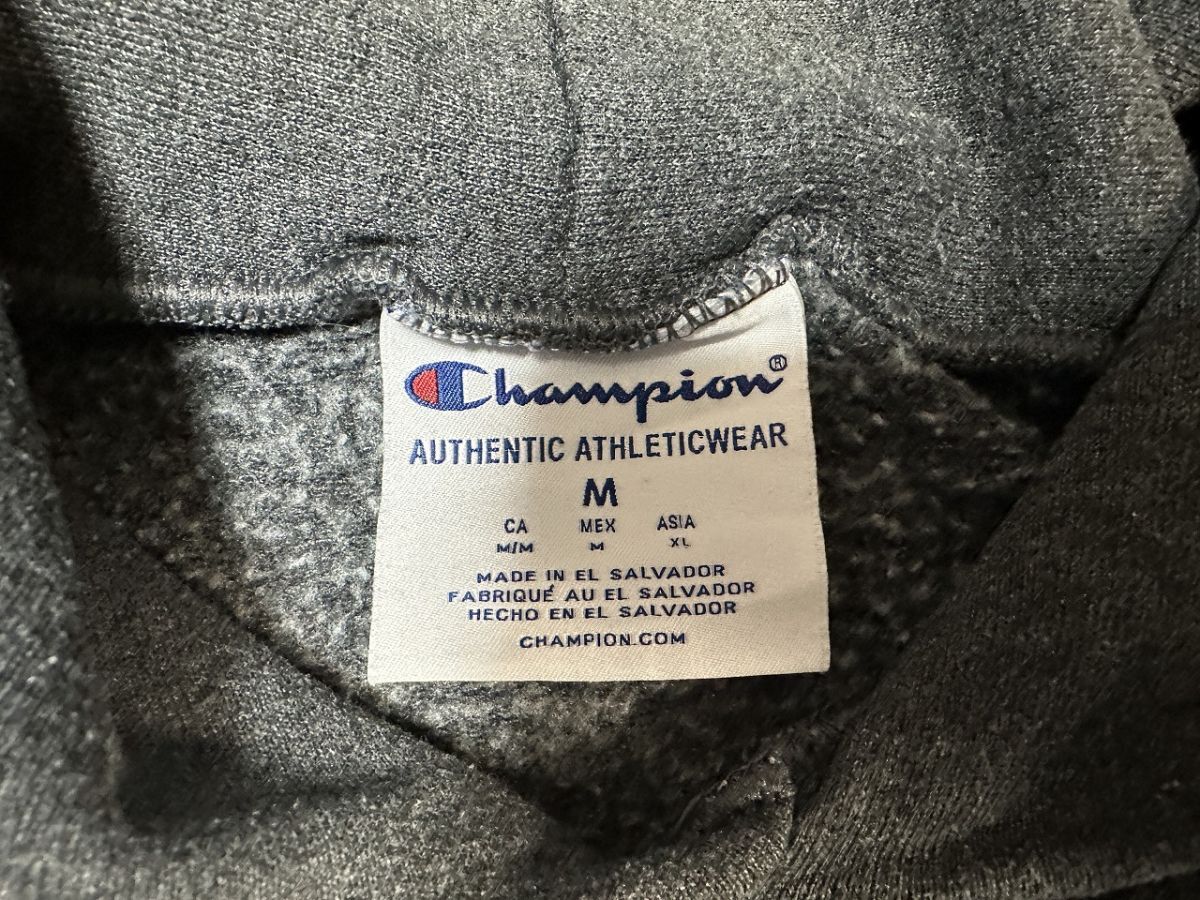 Champion®
AUTHENTIC ATHLETICWEAR
M
CA MEX ASIA
M/M M XL
MADE IN EL SALVADOR
FABRIQUÉ AU EL SALVADOR
HECHO EN EL SALVADOR
CHAMPION.COM